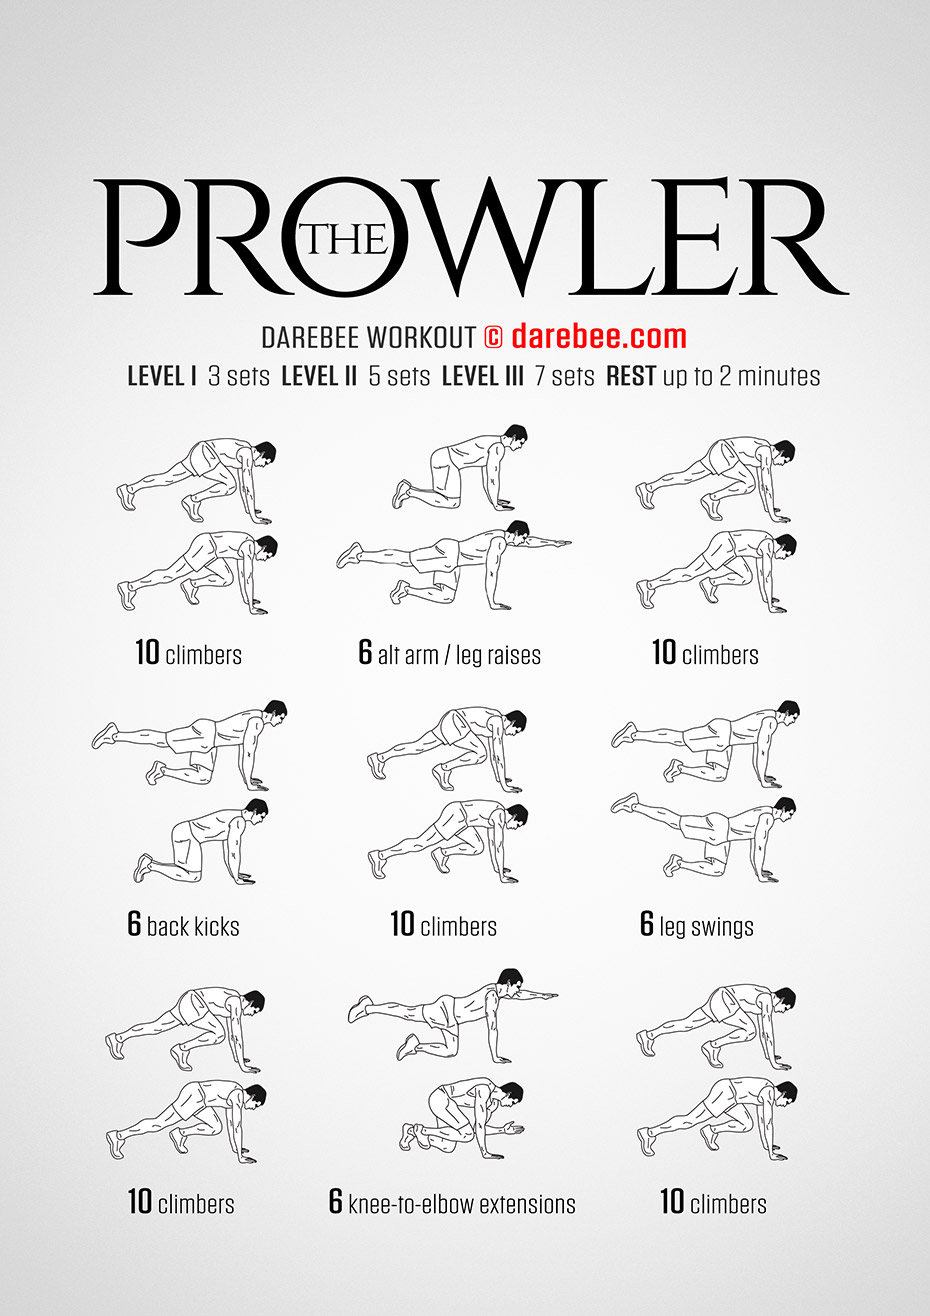 THE PROWLER
DAREBEE WORKOUT © darebee.com
LEVEL I 3 sets LEVEL II 5 sets LEVEL III 7 sets REST up to 2 minutes
10 climbers
6 alt arm / leg raises
10 climbers
6 back kicks
10 climbers
6 leg swings
10 climbers
6 knee-to-elbow extensions
10 climbers